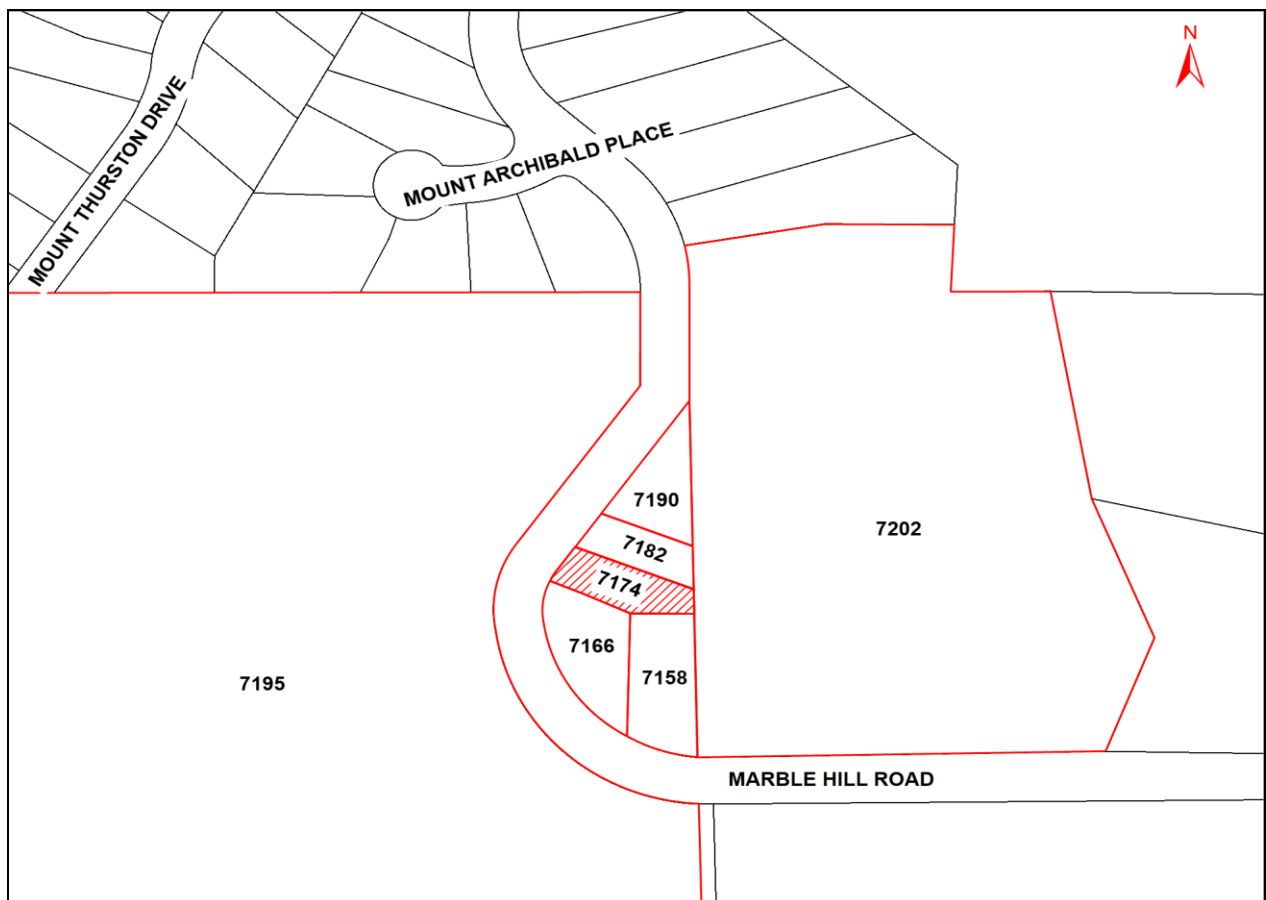 N
MOUNT THURSTON DRIVE
MOUNT ARCHIBALD PLACE
7190
7202
7182
7174
7166
7158
7195
MARBLE HILL ROAD